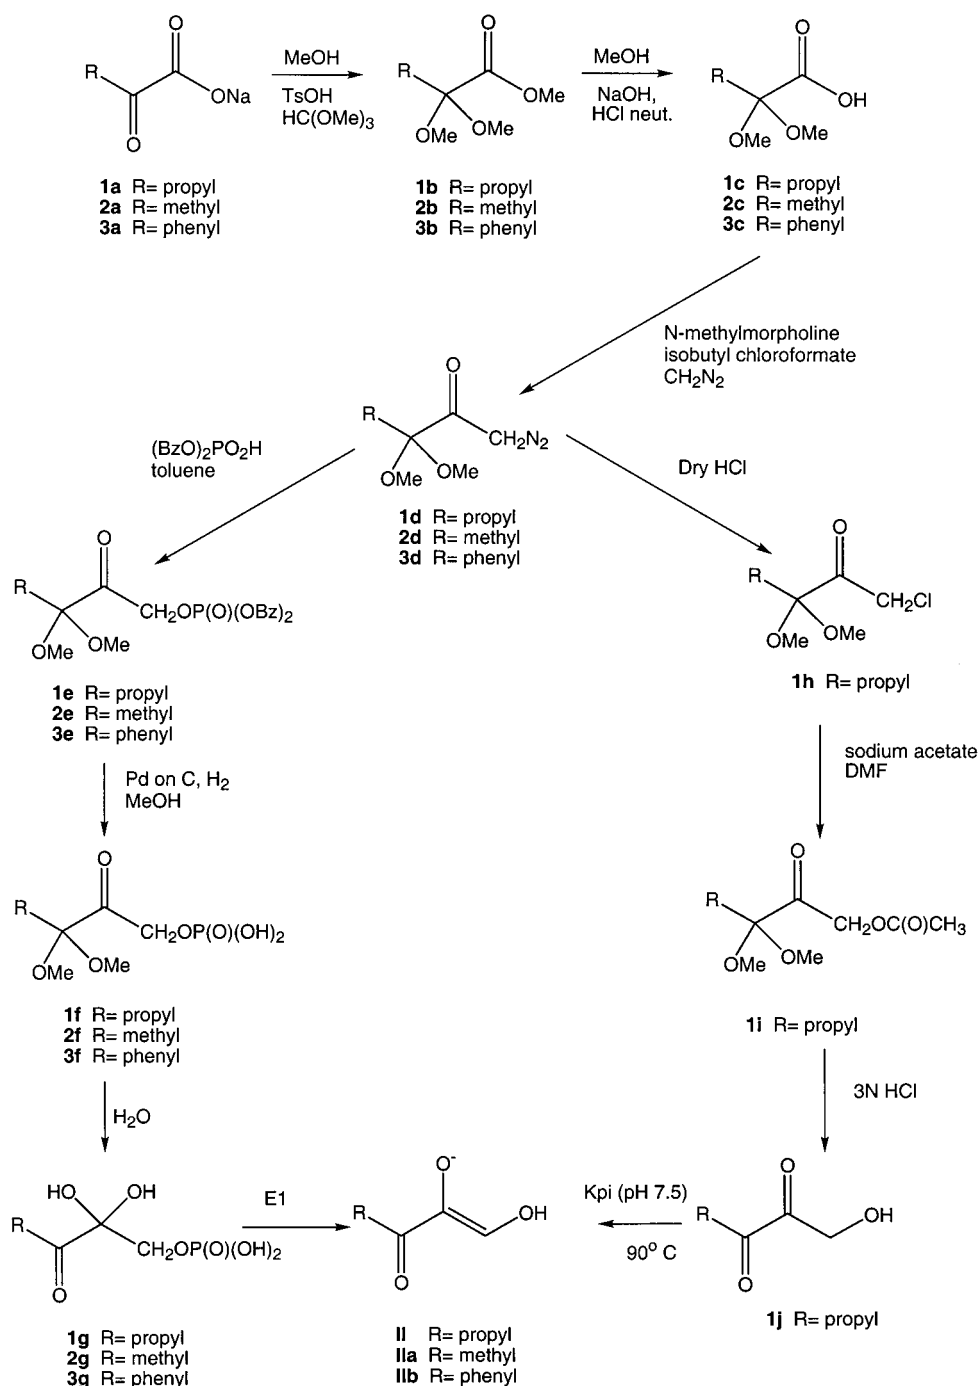 O
R
ONa
O
MeOH
TsOH
HC(OMe)3
O
R
OMe
OMe
OMe
MeOH
NaOH,
HCl neut.
O
R
OH
OMe
OMe
1a R= propyl
2a R= methyl
3a R= phenyl
1b R= propyl
2b R= methyl
3b R= phenyl
1c R= propyl
2c R= methyl
3c R= phenyl
N-methylmorpholine
isobutyl chloroformate
CH2N2
(BzO)2PO2H
toluene
O
R
CH2N2
OMe
OMe
Dry HCl
1d R= propyl
2d R= methyl
3d R= phenyl
O
R
CH2OP(O)(OBz)2
OMe
OMe
O
R
CH2Cl
OMe
OMe
1e R= propyl
2e R= methyl
3e R= phenyl
1h R= propyl
Pd on C, H2
MeOH
sodium acetate
DMF
O
R
CH2OP(O)(OH)2
OMe
OMe
O
R
CH2OC(O)CH3
OMe
OMe
1f R= propyl
2f R= methyl
3f R= phenyl
1i R= propyl
H2O
3N HCl
HO
OH
R
CH2OP(O)(OH)2
O
E1
O-
R
OH
O
Kpi (pH 7.5)
90o C
O
R
OH
O
1g R= propyl
2g R= methyl
3g R= phenyl
II R= propyl
IIa R= methyl
IIb R= phenyl
1j R= propyl